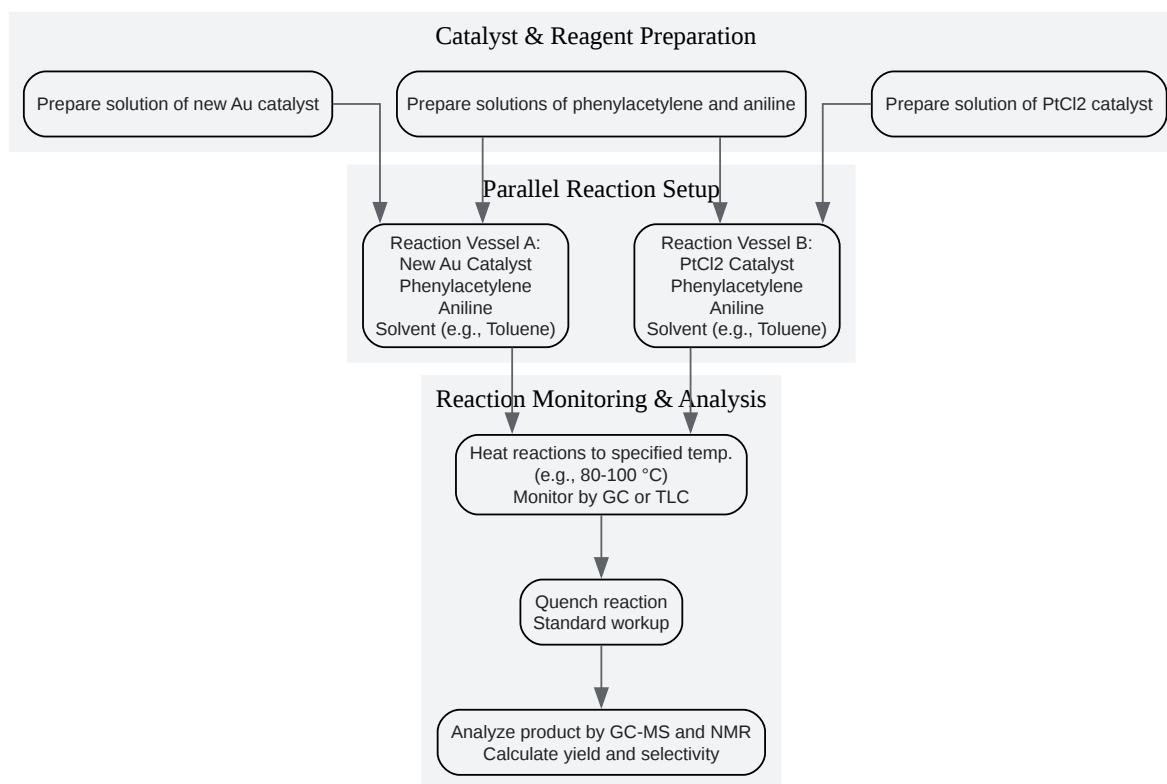 Catalyst & Reagent Preparation
Prepare solution of new Au catalyst
Prepare solutions of phenylacetylene and aniline
Prepare solution of PtCl2 catalyst
Parallel Reaction Setup
Reaction Vessel A:
New Au Catalyst
Phenylacetylene
Aniline
Solvent (e.g., Toluene)
Reaction Vessel B:
PtCl2 Catalyst
Phenylacetylene
Aniline
Solvent (e.g., Toluene)
Reaction Monitoring & Analysis
Heat reactions to specified temp.
(e.g., 80-100 °C)
Monitor by GC or TLC
Quench reaction
Standard workup
Analyze product by GC-MS and NMR
Calculate yield and selectivity